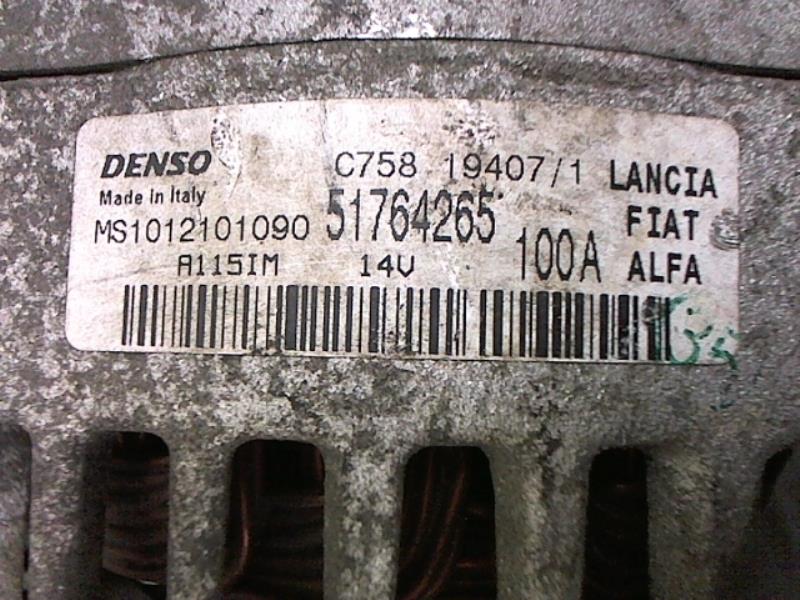 DENSO C758 19407/1 LANCIA
Made in Italy 51764265 FIAT
MS1012101090 100A ALFA
A115IM 14V